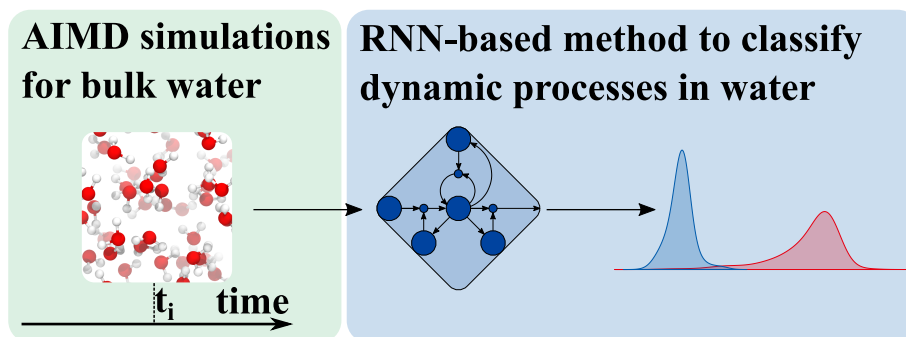 AIMD simulations
for bulk water
RNN-based method to classify
dynamic processes in water
tᵢ time